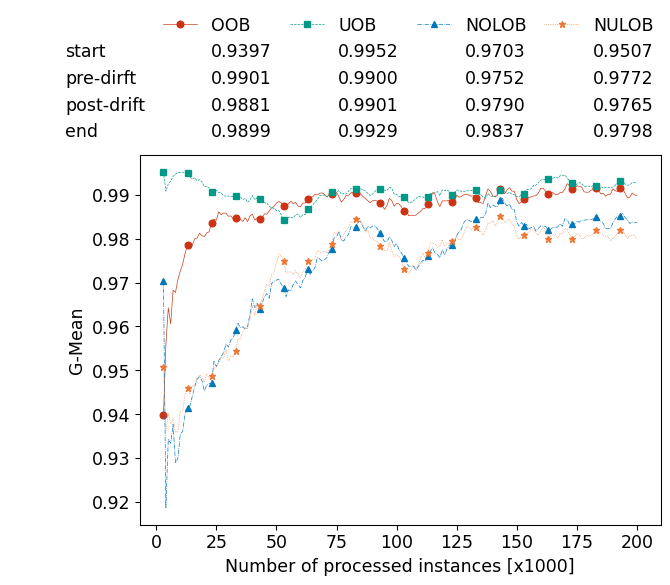 OOB UOB NOLOB NULOB
start 0.9397 0.9952 0.9703 0.9507
pre-dirft 0.9901 0.9900 0.9752 0.9772
post-drift 0.9881 0.9901 0.9790 0.9765
end 0.9899 0.9929 0.9837 0.9798
0.99
0.98
0.97
0.96
0.95
0.94
0.93
0.92
G-Mean
0 25 50 75 100 125 150 175 200
Number of processed instances [x1000]